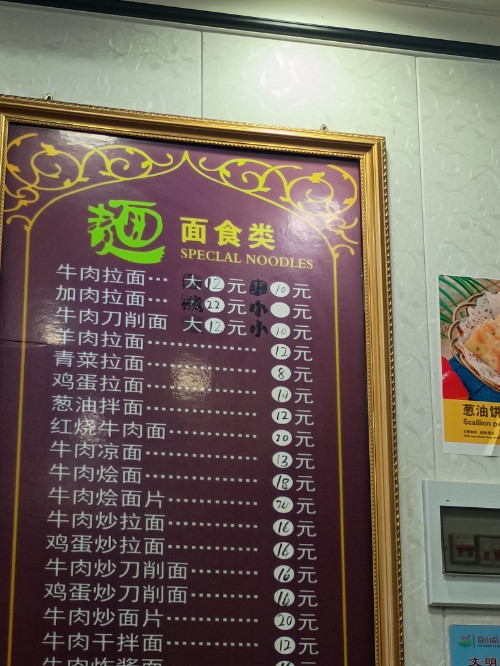 麵 面食类
SPECLAL NOODLES
牛肉拉面… 大 12 元 小 10 元
加肉拉面… 22 元 小 元
牛肉刀削面 大 12 元 小 10 元
羊肉拉面 12 元
青菜拉面 8 元
鸡蛋拉面 10 元
葱油拌面 12 元
红烧牛肉面 20 元
牛肉凉面 13 元
牛肉烩面 18 元
牛肉烩面片 20 元
牛肉炒拉面 16 元
鸡蛋炒拉面 16 元
牛肉炒刀削面 16 元
鸡蛋炒刀削面 16 元
牛肉炒面片 20 元
牛肉干拌面 12 元
牛肉炸酱面 元
葱油饼
Scallion pa